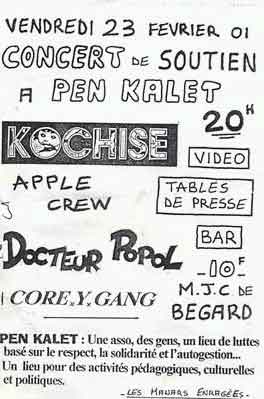 VENDREDI 23 FEVRIER 01
CONCERT DE SOUTIEN
A PEN KALET
20H
KOCHISE
VIDEO
APPLE
CREW
TABLES
DE PRESSE
DOCTEUR POPOL
BAR
10F
CORE.Y.GANG
M.J.C DE
BEGARD
PEN KALET : Une asso, des gens, un lieu de luttes
basé sur le respect, la solidarité et l'autogestion...
Un lieu pour des activités pédagogiques, culturelles
et politiques.
- LES MANARS ENRAGÉES -